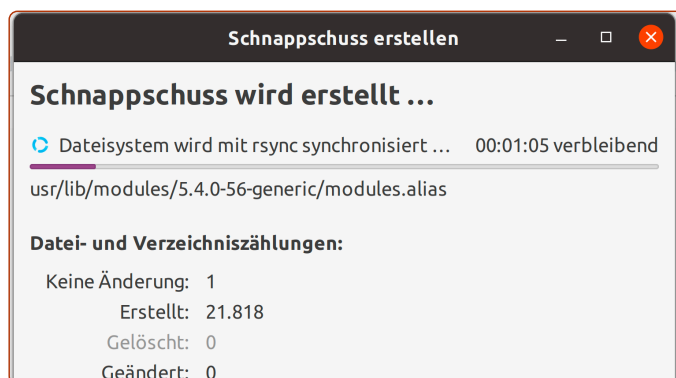 Schnappschuss erstellen
Schnappschuss wird erstellt …
Dateisystem wird mit rsync synchronisiert … 00:01:05 verbleibend
usr/lib/modules/5.4.0-56-generic/modules.alias
Datei- und Verzeichniszählungen:
Keine Änderung: 1
Erstellt: 21.818
Gelöscht: 0
Geändert: 0